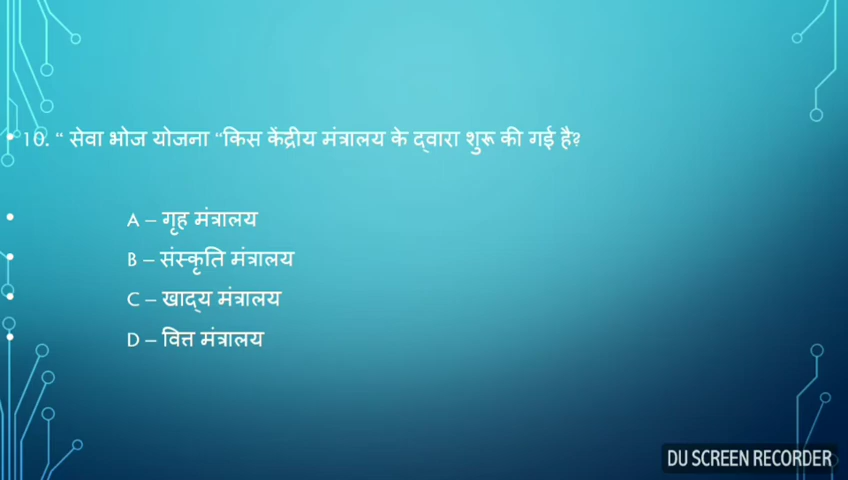 10. “ सेवा भोज योजना “किस केंद्रीय मंत्रालय के द्वारा शुरू की गई है?
A – गृह मंत्रालय
B – संस्कृति मंत्रालय
C – खाद्य मंत्रालय
D – वित्त मंत्रालय
DU SCREEN RECORDER